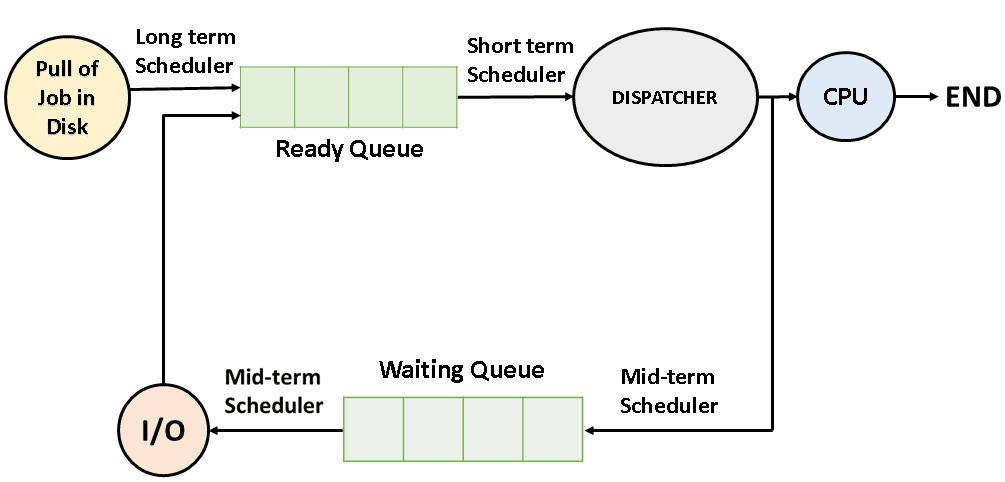 Pull of
Job in
Disk
Long term
Scheduler
Ready Queue
Short term
Scheduler
DISPATCHER
CPU
END
I/O
Mid-term
Scheduler
Waiting Queue
Mid-term
Scheduler